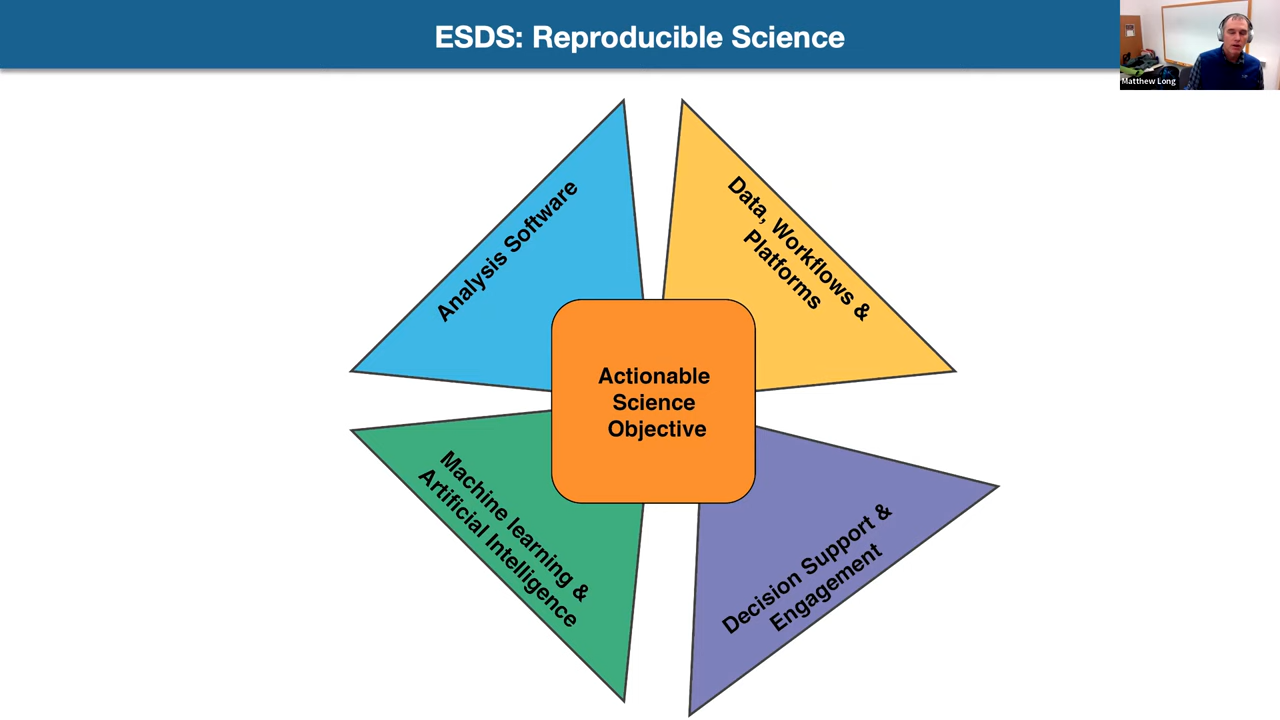 ESDS: Reproducible Science
Matthew Long
Analysis Software
Data, Workflows &
Platforms
Actionable
Science
Objective
Machine learning &
Artificial Intelligence
Decision Support &
Engagement